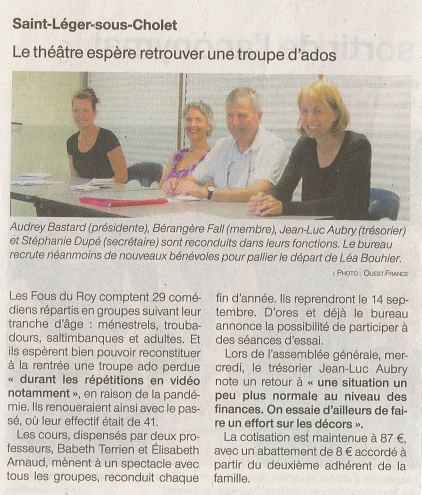 Saint-Léger-sous-Cholet
Le théâtre espère retrouver une troupe d'ados
Audrey Bastard (présidente), Bérangère Fall (membre), Jean-Luc Aubry (trésorier)
et Stéphanie Dupé (secrétaire) sont reconduits dans leurs fonctions. Le bureau
recrute néanmoins de nouveaux bénévoles pour pallier le départ de Léa Bouhier.
| PHOTO : OUEST-FRANCE
Les Fous du Roy comptent 29 comé-
diens répartis en groupes suivant leur
tranche d'âge : ménestrels, trouba-
dours, saltimbanques et adultes. Et
ils espèrent bien pouvoir reconstituer
à la rentrée une troupe ado perdue
« durant les répétitions en vidéo
notamment », en raison de la pandé-
mie. Ils renoueraient ainsi avec le pas-
sé, où leur effectif était de 41.
Les cours, dispensés par deux pro-
fesseurs, Babeth Terrien et Élisabeth
Arnaud, mènent à un spectacle avec
tous les groupes, reconduit chaque
fin d'année. Ils reprendront le 14 sep-
tembre. D'ores et déjà le bureau
annonce la possibilité de participer à
des séances d'essai.
Lors de l'assemblée générale, mer-
credi, le trésorier Jean-Luc Aubry
note un retour à « une situation un
peu plus normale au niveau des
finances. On essaie d'ailleurs de fai-
re un effort sur les décors ».
La cotisation est maintenue à 87 €,
avec un abattement de 8 € accordé à
partir du deuxième adhérent de la
famille.